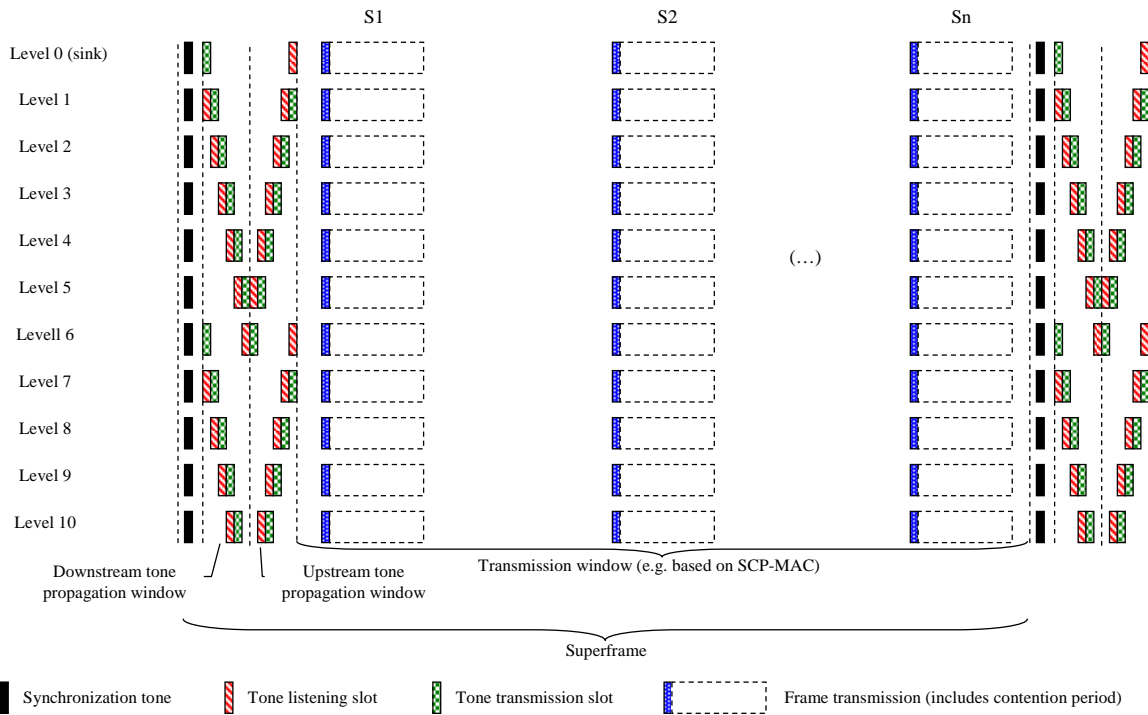 S1
S2
Sn
Level 0 (sink)
Level 1
Level 2
Level 3
Level 4
(…)
Level 5
Levell 6
Level 7
Level 8
Level 9
Level 10
Downstream tone
propagation window
Upstream tone
propagation window
Transmission window (e.g. based on SCP-MAC)
Superframe
Synchronization tone
Tone listening slot
Tone transmission slot
Frame transmission (includes contention period)